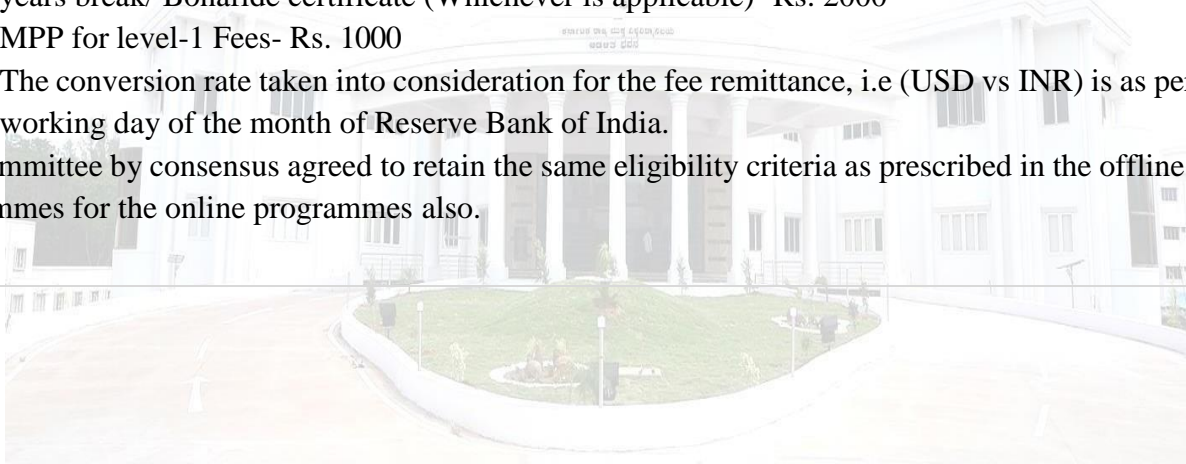 years break/ Bonafide certificate (Whichever is applicable)- Rs. 2000
MPP for level-1 Fees- Rs. 1000
The conversion rate taken into consideration for the fee remittance, i.e (USD vs INR) is as per
working day of the month of Reserve Bank of India.
mmittee by consensus agreed to retain the same eligibility criteria as prescribed in the offline
mmes for the online programmes also.